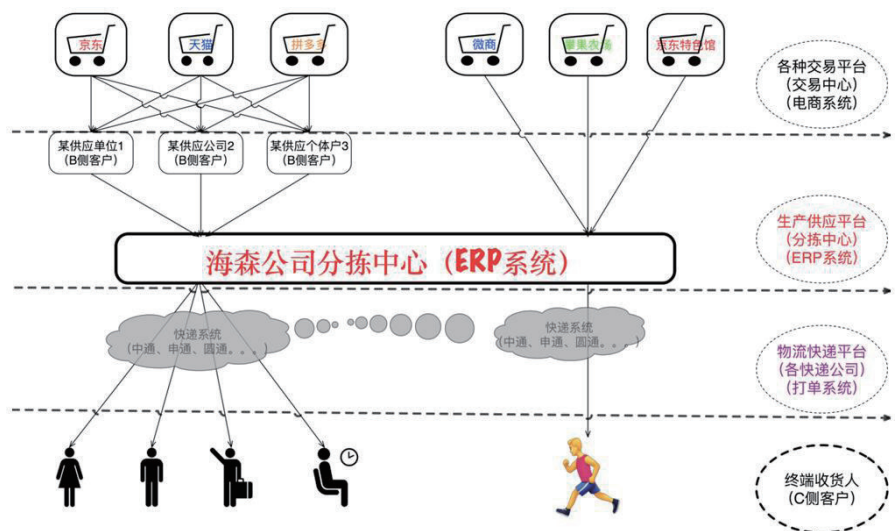 京东
天猫
拼多多
微商
京东特色馆
各种交易平台
（交易中心）
（电商系统）
某供应单位1
（B侧客户）
某供应公司2
（B侧客户）
某供应个体户3
（B侧客户）
海森公司分拣中心（ERP系统）
生产供应平台
（分拣中心）
（ERP系统）
快递系统
（中通、申通、圆通。。。）
快递系统
（中通、申通、圆通。。。）
物流快递平台
（各快递公司）
（打单系统）
终端收货人
（C侧客户）